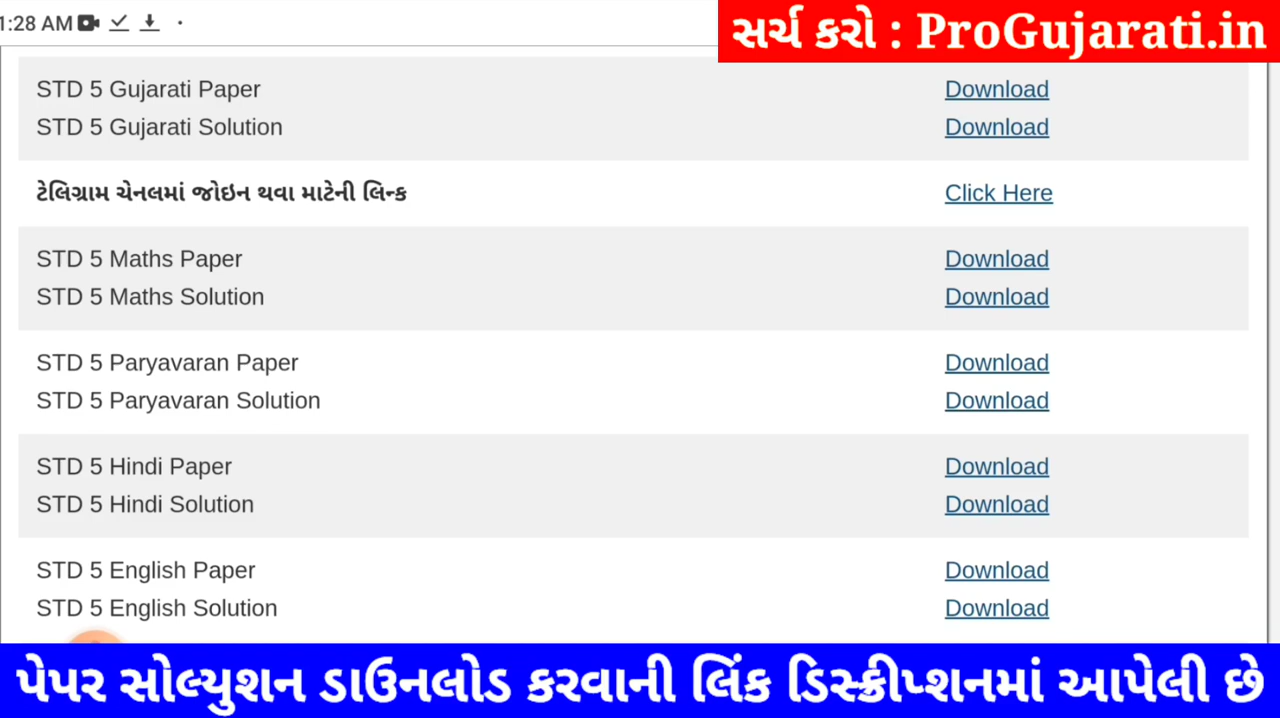 1:28 AM
સર્ચ કરો : ProGujarati.in
STD 5 Gujarati Paper Download
STD 5 Gujarati Solution Download
ટેલિગ્રામ ચેનલમાં જોઇન થવા માટેની લિન્ક Click Here
STD 5 Maths Paper Download
STD 5 Maths Solution Download
STD 5 Paryavaran Paper Download
STD 5 Paryavaran Solution Download
STD 5 Hindi Paper Download
STD 5 Hindi Solution Download
STD 5 English Paper Download
STD 5 English Solution Download
પેપર સોલ્યુશન ડાઉનલોડ કરવાની લિંક ડિસ્ક્રીપ્શનમાં આપેલી છે